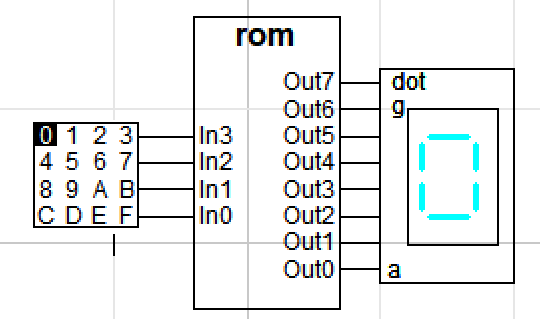 rom
Out7 dot
Out6 g
Out5
Out4
Out3
Out2
Out1
Out0 a
0 1 2 3 In3
4 5 6 7 In2
8 9 A B In1
C D E F In0
0